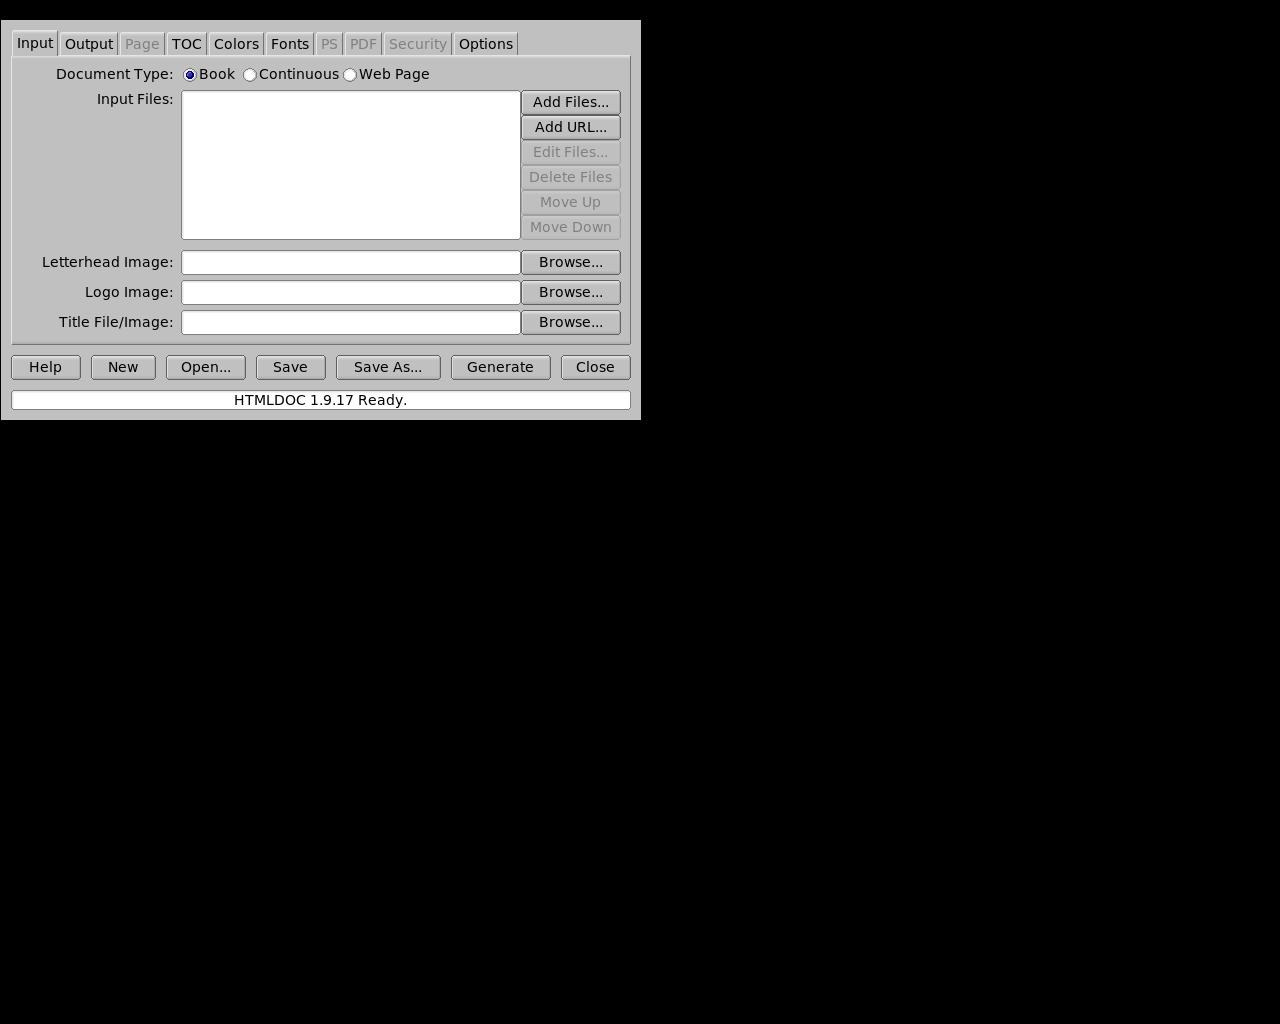 Input Output Page TOC Colors Fonts PS PDF Security Options
Document Type: Book Continuous Web Page
Input Files:
Add Files...
Add URL...
Edit Files...
Delete Files
Move Up
Move Down
Letterhead Image: Browse...
Logo Image: Browse...
Title File/Image: Browse...
Help New Open... Save Save As... Generate Close
HTMLDOC 1.9.17 Ready.